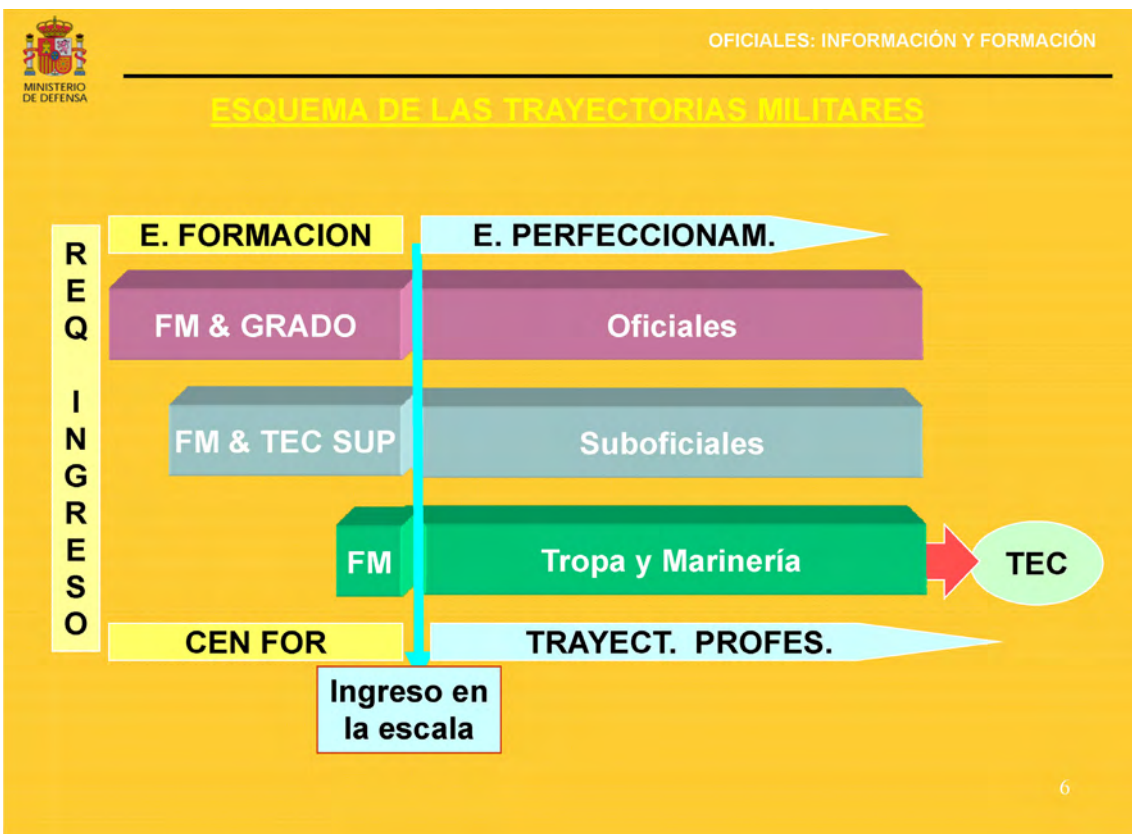 MINISTERIO
DE DEFENSA
OFICIALES: INFORMACIÓN Y FORMACIÓN
ESQUEMA DE LAS TRAYECTORIAS MILITARES
REQ INGRESO
E. FORMACION
E. PERFECCIONAM.
FM & GRADO
Oficiales
FM & TEC SUP
Suboficiales
FM
Tropa y Marinería
TEC
CEN FOR
TRAYECT. PROFES.
Ingreso en
la escala
6